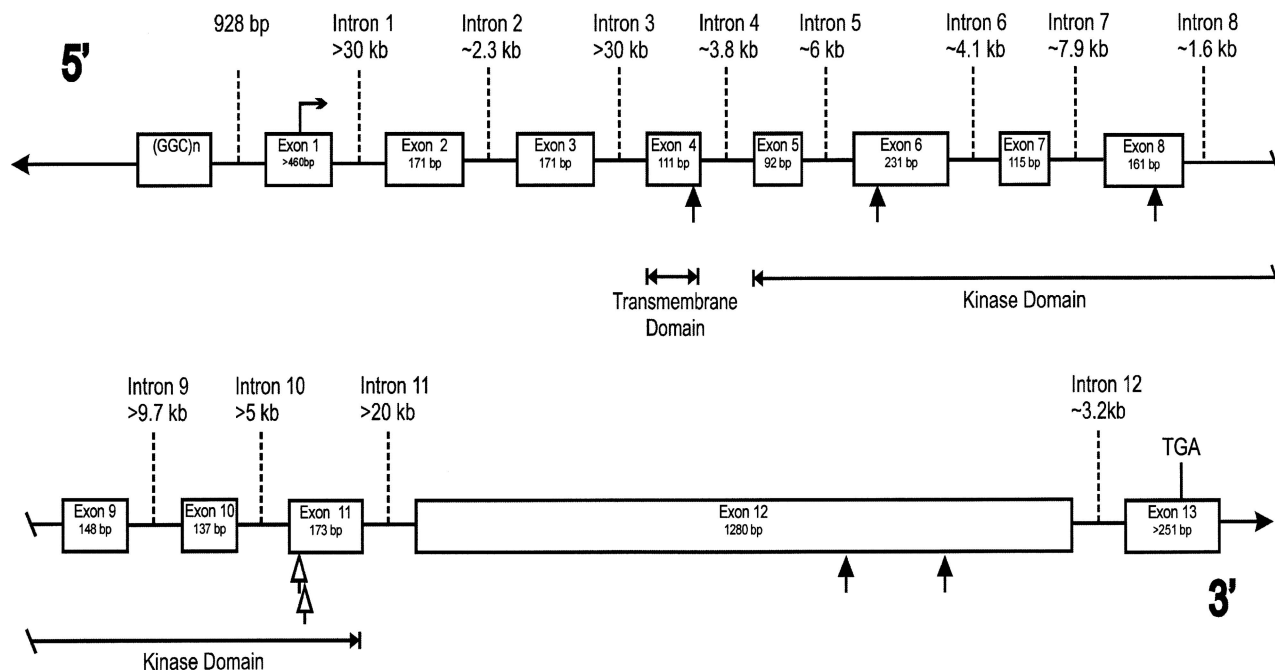 5'
928 bp
Intron 1
>30 kb
Intron 2
~2.3 kb
Intron 3
>30 kb
Intron 4
~3.8 kb
Intron 5
~6 kb
Intron 6
~4.1 kb
Intron 7
~7.9 kb
Intron 8
~1.6 kb
(GGC)n
Exon 1
>460bp
Exon 2
171 bp
Exon 3
171 bp
Exon 4
111 bp
Exon 5
92 bp
Exon 6
231 bp
Exon 7
115 bp
Exon 8
161 bp
Transmembrane
Domain
Kinase Domain
Intron 9
>9.7 kb
Intron 10
>5 kb
Intron 11
>20 kb
Intron 12
~3.2kb
TGA
Exon 9
148 bp
Exon 10
137 bp
Exon 11
173 bp
Exon 12
1280 bp
Exon 13
>251 bp
3'
Kinase Domain